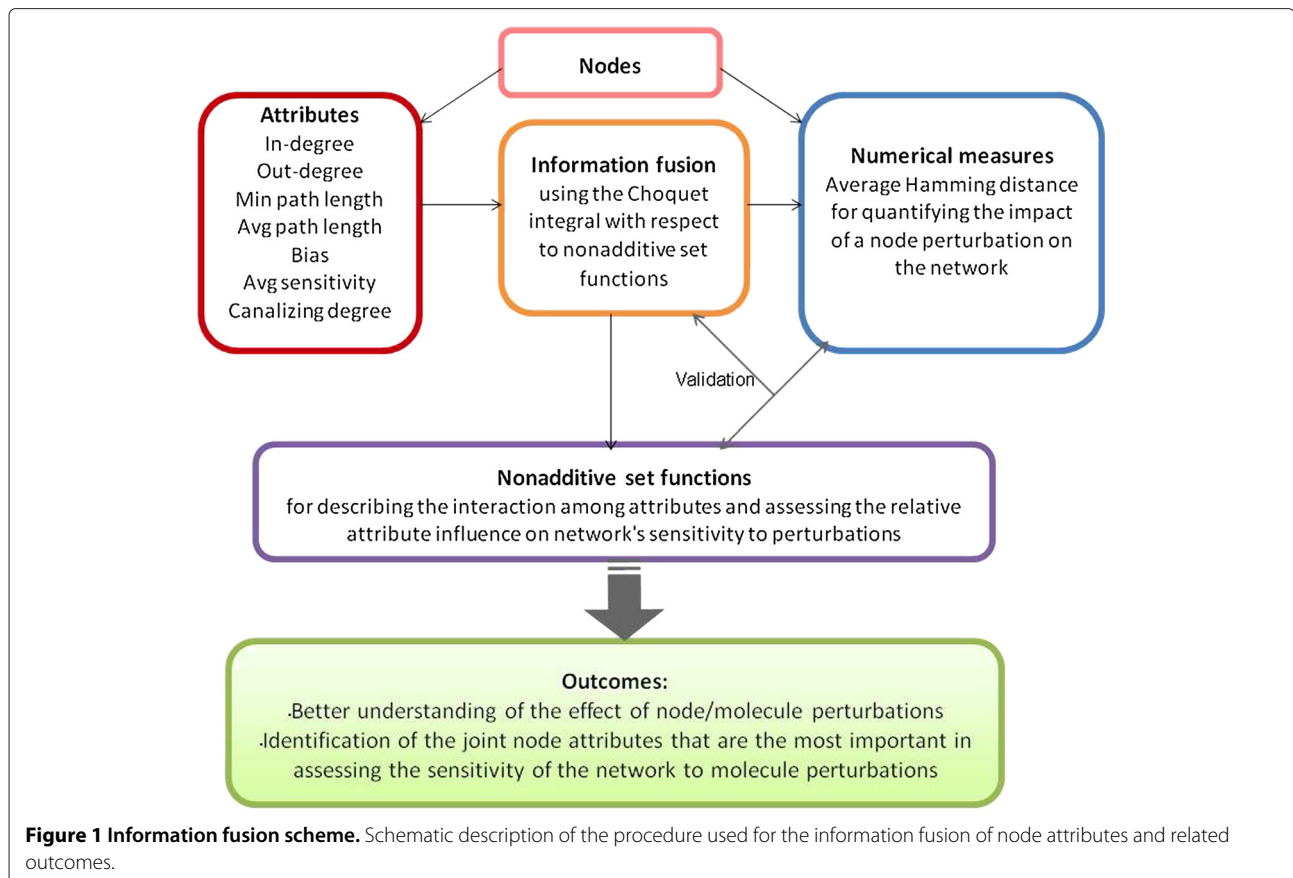 Nodes
Attributes
In-degree
Out-degree
Min path length
Avg path length
Bias
Avg sensitivity
Canalizing degree
Information fusion
using the Choquet
integral with respect
to nonadditive set
functions
Numerical measures
Average Hamming distance
for quantifying the impact
of a node perturbation on
the network
Validation
Nonadditive set functions
for describing the interaction among attributes and assessing the relative
attribute influence on network's sensitivity to perturbations
Outcomes:
.Better understanding of the effect of node/molecule perturbations
.Identification of the joint node attributes that are the most important in
assessing the sensitivity of the network to molecule perturbations
Figure 1 Information fusion scheme. Schematic description of the procedure used for the information fusion of node attributes and related
outcomes.